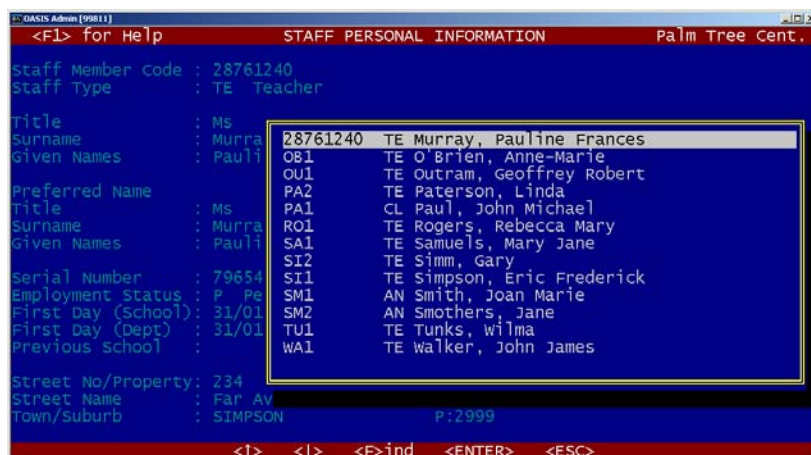 OASIS Admin [99811]
<F1> for Help STAFF PERSONAL INFORMATION Palm Tree Cent.
Staff Member Code : 28761240
Staff Type : TE Teacher
Title : Ms
Surname : Murra
Given Names : Pauli
Preferred Name
Title : Ms
Surname : Murra
Given Names : Pauli
Serial Number : 79654
Employment Status : P Pe
First Day (School): 31/01
First Day (Dept) : 31/01
Previous School :
Street No/Property: 234
Street Name : Far Av
Town/Suburb : SIMPSON P:2999
28761240 TE Murray, Pauline Frances
OB1 TE O'Brien, Anne-Marie
OU1 TE Outram, Geoffrey Robert
PA2 TE Paterson, Linda
PA1 CL Paul, John Michael
RO1 TE Rogers, Rebecca Mary
SA1 TE Samuels, Mary Jane
SI2 TE Simm, Gary
SI1 TE Simpson, Eric Frederick
SM1 AN Smith, Joan Marie
SM2 AN Smothers, Jane
TU1 TE Tunks, Wilma
WA1 TE Walker, John James
<↑> <↓> <F>ind <ENTER> <ESC>